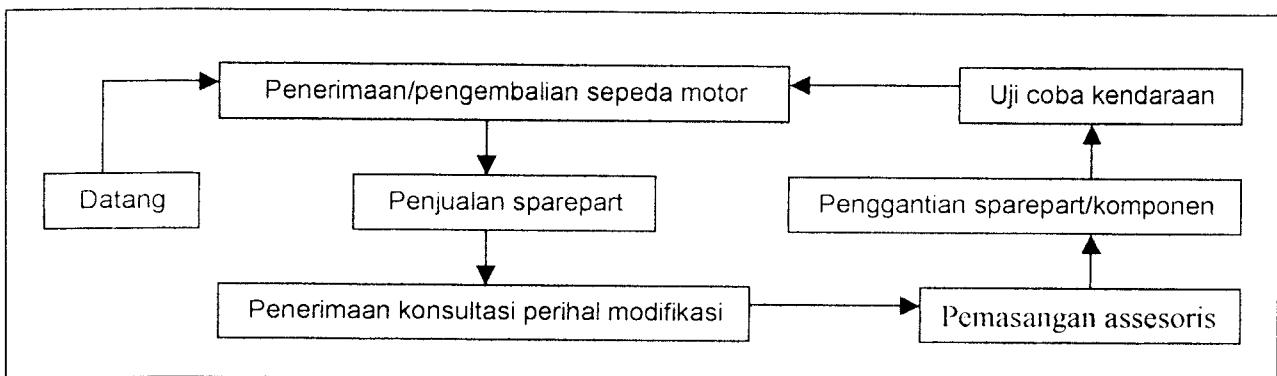 Penerimaan/pengembalian sepeda motor
Uji coba kendaraan
Datang
Penjualan sparepart
Penggantian sparepart/komponen
Penerimaan konsultasi perihal modifikasi
Pemasangan assesoris